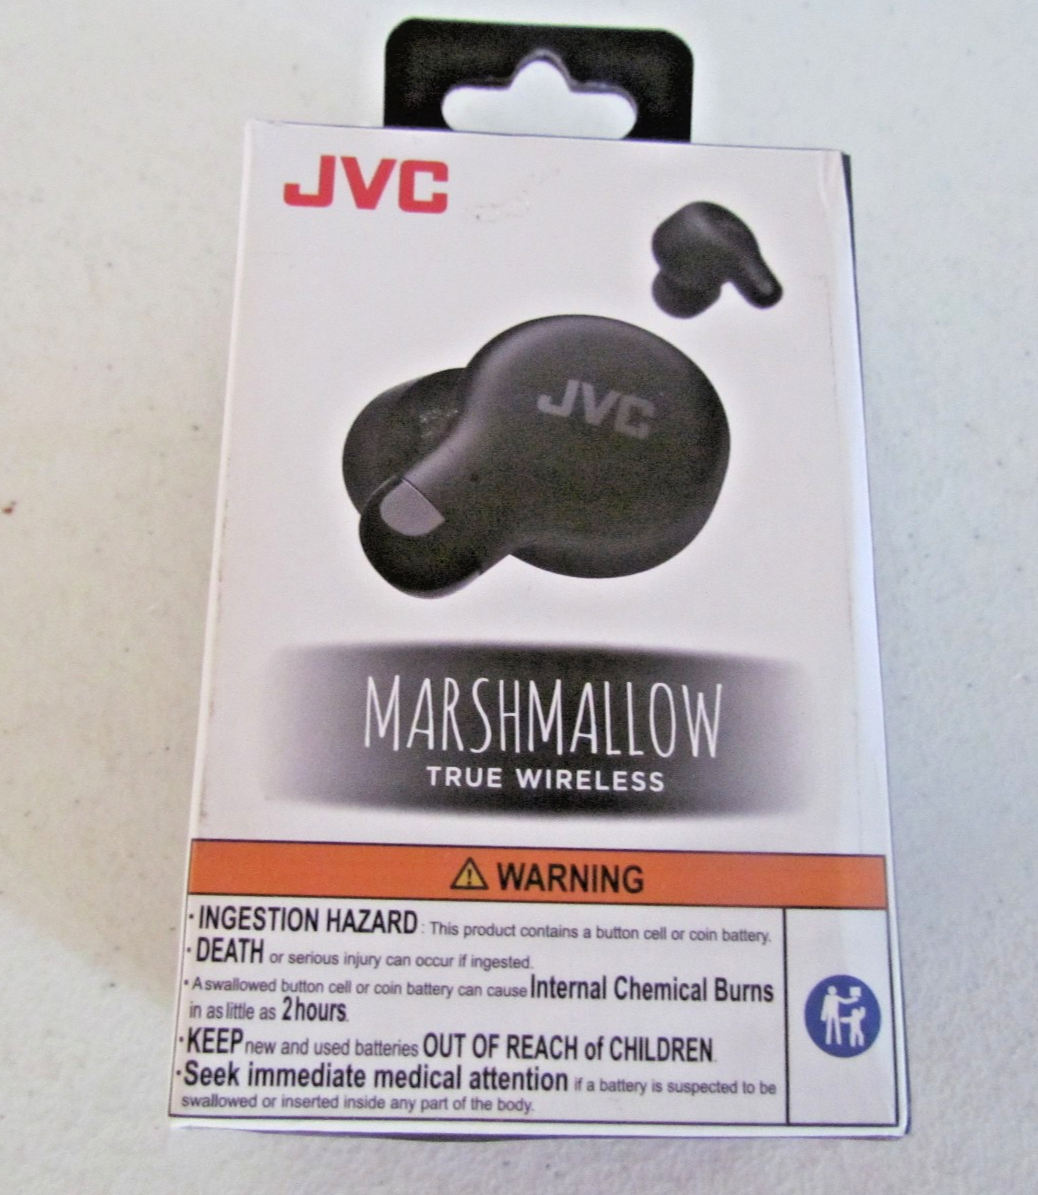 JVC
JVC
MARSHMALLOW
TRUE WIRELESS
WARNING
· INGESTION HAZARD : This product contains a button cell or coin battery.
· DEATH or serious injury can occur if ingested.
· A swallowed button cell or coin battery can cause Internal Chemical Burns
in as little as 2 hours.
· KEEP new and used batteries OUT OF REACH of CHILDREN.
· Seek immediate medical attention if a battery is suspected to be
swallowed or inserted inside any part of the body.